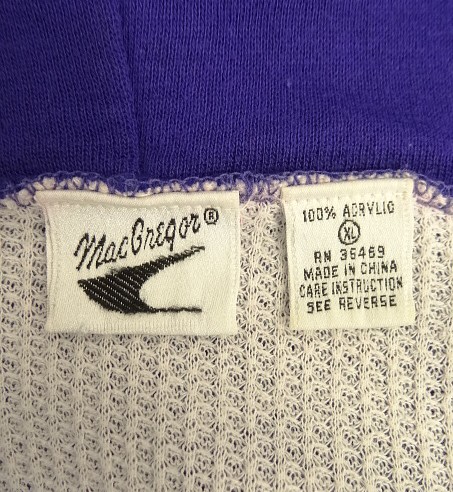 MacGregor®
100% ACRYLIC
XL
RN 36469
MADE IN CHINA
CARE INSTRUCTION
SEE REVERSE